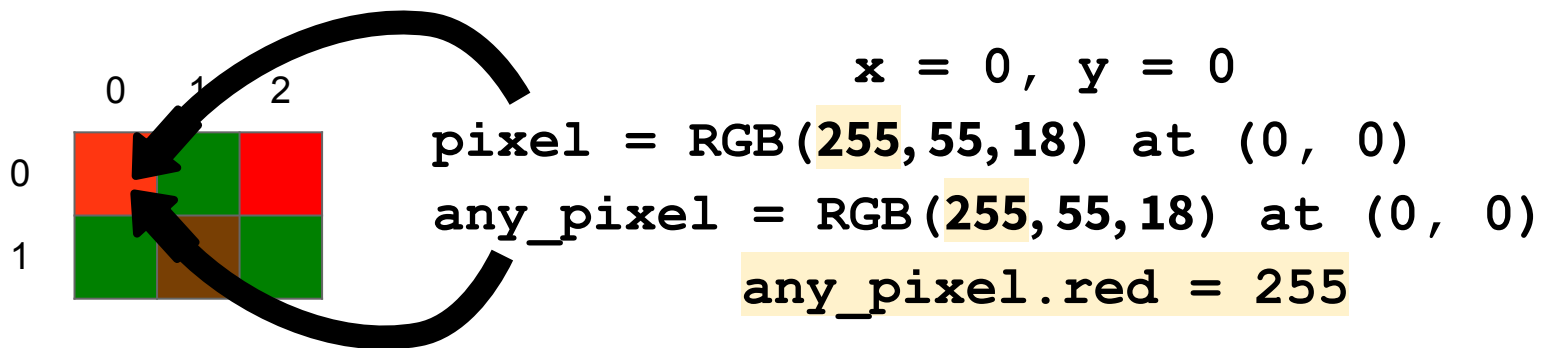 x = 0, y = 0
0 1 2
pixel = RGB(255,55,18) at (0, 0)
0
any_pixel = RGB(255,55,18) at (0, 0)
1
any_pixel.red = 255